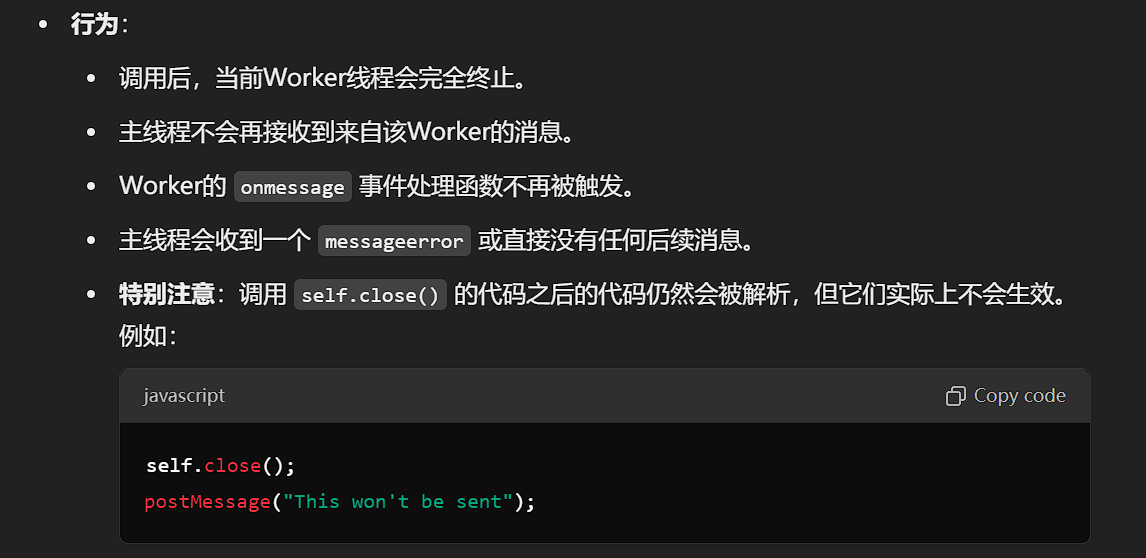 行为：
调用后，当前Worker线程会完全终止。
主线程不会再接收到来自该Worker的消息。
Worker的 onmessage 事件处理函数不再被触发。
主线程会收到一个 messageerror 或直接没有任何后续消息。
特别注意：调用 self.close() 的代码之后的代码仍然会被解析，但它们实际上不会生效。
例如：
javascript
Copy code
self.close();
postMessage("This won't be sent");